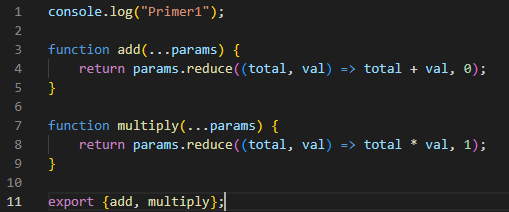 1 console.log("Primer1");
2
3 function add(...params) {
4     return params.reduce((total, val) => total + val, 0);
5 }
6
7 function multiply(...params) {
8     return params.reduce((total, val) => total * val, 1);
9 }
10
11 export {add, multiply};